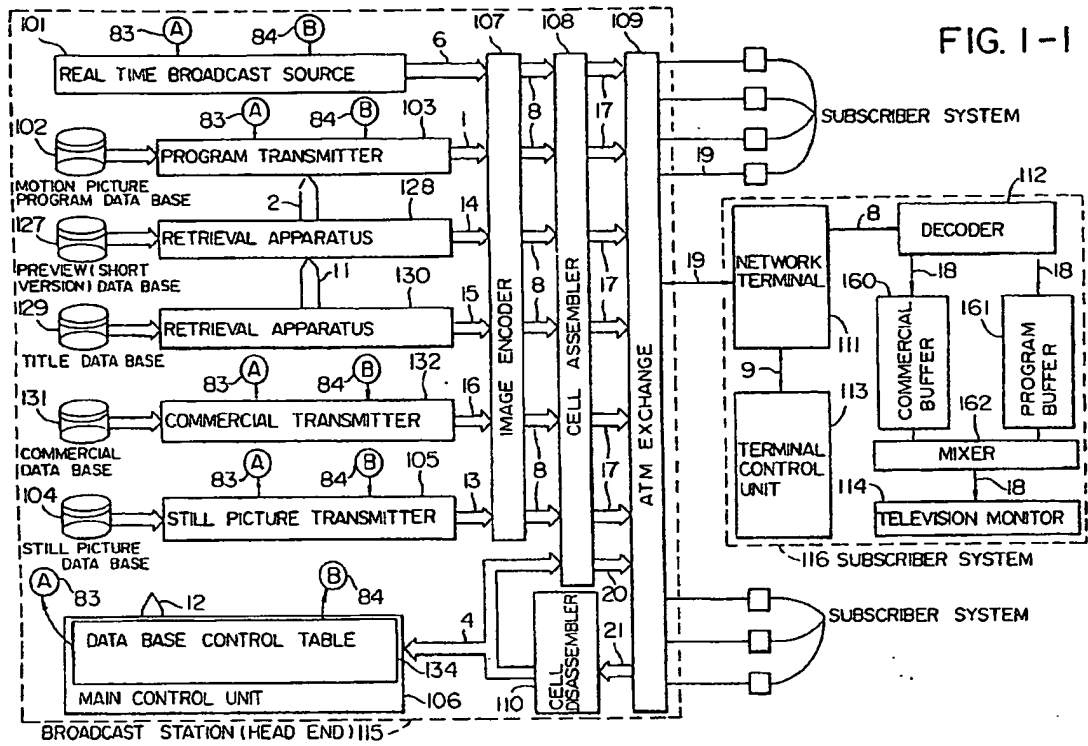 FIG. 1-1
101
83
A
84
B
6
107
108
109
REAL TIME BROADCAST SOURCE
8
17
102
83
A
84
B
103
1
PROGRAM TRANSMITTER
8
17
SUBSCRIBER SYSTEM
19
MOTION PICTURE
PROGRAM DATA BASE
2
128
127
14
RETRIEVAL APPARATUS
8
17
PREVIEW (SHORT
VERSION) DATA BASE
11
130
129
15
RETRIEVAL APPARATUS
8
17
TITLE DATA BASE
IMAGE ENCODER
CELL ASSEMBLER
ATM EXCHANGE
19
NETWORK
TERMINAL
111
8
112
DECODER
18
18
160
161
COMMERCIAL
BUFFER
PROGRAM
BUFFER
9
113
TERMINAL
CONTROL
UNIT
162
MIXER
18
114
TELEVISION MONITOR
116 SUBSCRIBER SYSTEM
83
A
84
B
132
131
16
COMMERCIAL TRANSMITTER
8
17
COMMERCIAL
DATA BASE
83
A
84
B
105
104
13
STILL PICTURE TRANSMITTER
8
17
STILL PICTURE
DATA BASE
A
83
12
B
84
20
4
21
DATA BASE CONTROL TABLE
134
MAIN CONTROL UNIT
106
110
CELL
DISASSEMBLER
SUBSCRIBER SYSTEM
BROADCAST STATION (HEAD END) 115